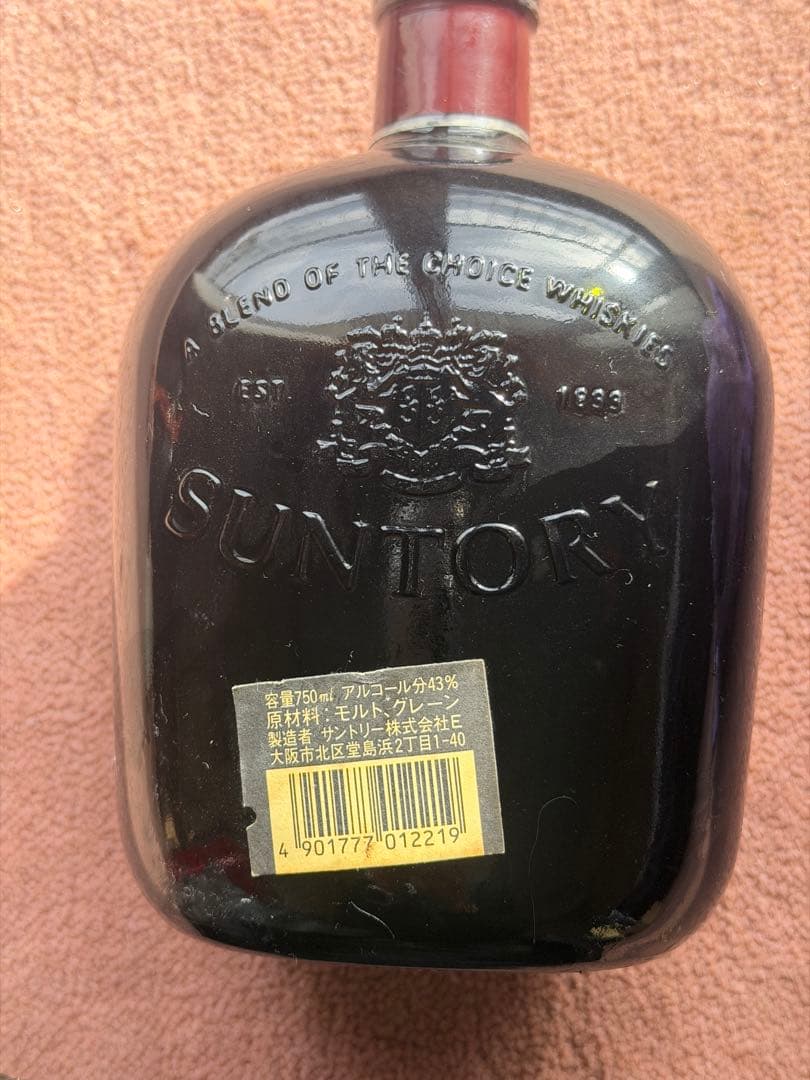 A BLEND OF THE CHOICE WHISKIES
EST. 1899
SUNTORY
容量750ml アルコール分43%
原材料:モルト、グレーン
製造者 サントリー株式会社E
大阪市北区堂島浜2丁目1-40
4 901777 012219